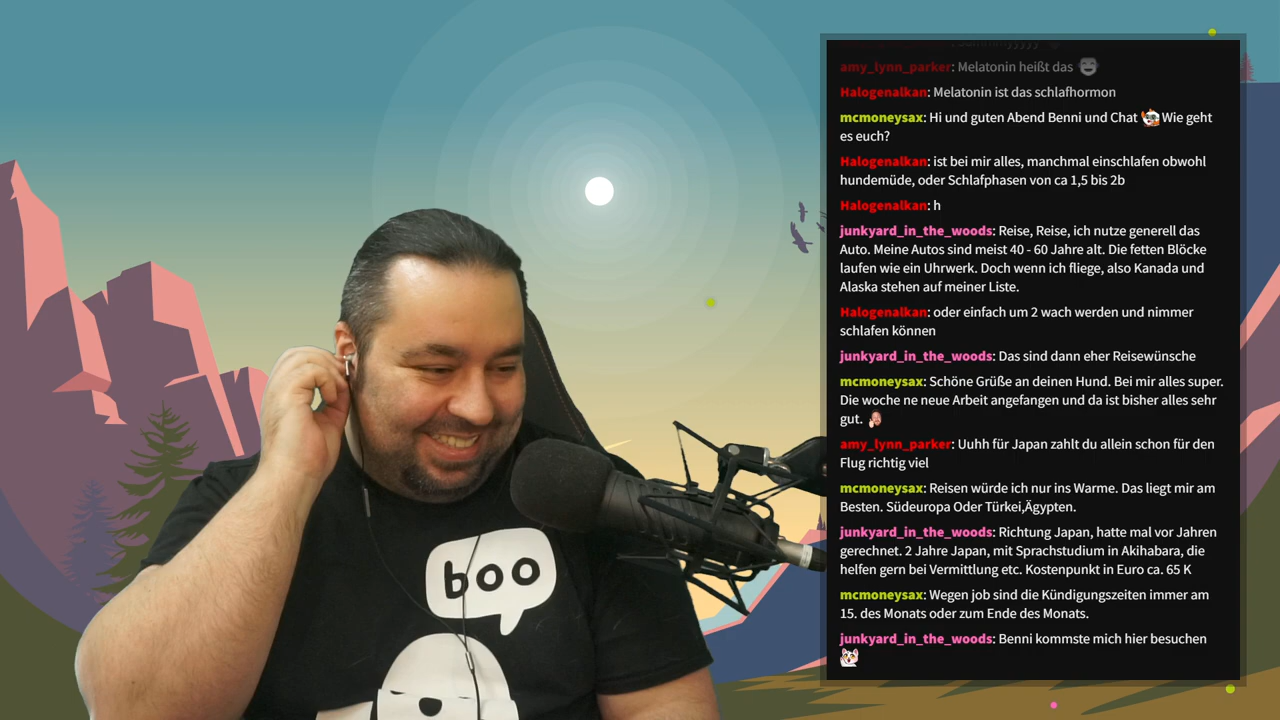 amy_lynn_parker: Melatonin heißt das
Halogenalkan: Melatonin ist das schlafhormon
mcmoneysax: Hi und guten Abend Benni und Chat Wie geht
es euch?
Halogenalkan: ist bei mir alles, manchmal einschlafen obwohl
hundemüde, oder Schlafphasen von ca 1,5 bis 2b
Halogenalkan: h
junkyard_in_the_woods: Reise, Reise, ich nutze generell das
Auto. Meine Autos sind meist 40 - 60 Jahre alt. Die fetten Blöcke
laufen wie ein Uhrwerk. Doch wenn ich fliege, also Kanada und
Alaska stehen auf meiner Liste.
Halogenalkan: oder einfach um 2 wach werden und nimmer
schlafen können
junkyard_in_the_woods: Das sind dann eher Reisewünsche
mcmoneysax: Schöne Grüße an deinen Hund. Bei mir alles super.
Die woche ne neue Arbeit angefangen und da ist bisher alles sehr
gut.
amy_lynn_parker: Uuhh für Japan zahlt du allein schon für den
Flug richtig viel
mcmoneysax: Reisen würde ich nur ins Warme. Das liegt mir am
Besten. Südeuropa Oder Türkei,Ägypten.
junkyard_in_the_woods: Richtung Japan, hatte mal vor Jahren
gerechnet. 2 Jahre Japan, mit Sprachstudium in Akihabara, die
helfen gern bei Vermittlung etc. Kostenpunkt in Euro ca. 65 K
mcmoneysax: Wegen job sind die Kündigungszeiten immer am
15. des Monats oder zum Ende des Monats.
junkyard_in_the_woods: Benni kommste mich hier besuchen
boo